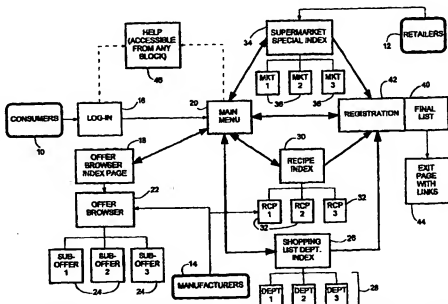 HELP
(ACCESSIBLE
FROM ANY
BLOCK)
46
34
SUPERMARKET
SPECIAL INDEX
RETAILERS
12
MKT
1
MKT
2
MKT
3
36
36
42
40
CONSUMERS
10
16
LOG-IN
20
MAIN
MENU
REGISTRATION
FINAL
LIST
18
OFFER
BROWSER
INDEX PAGE
30
RECIPE
INDEX
EXIT
PAGE
WITH
LINKS
44
22
OFFER
BROWSER
RCP
1
RCP
2
RCP
3
32
32
26
SHOPPING
LIST DEPT.
INDEX
SUB-
OFFER
1
SUB-
OFFER
2
SUB-
OFFER
3
24
24
14
MANUFACTURERS
DEPT
1
DEPT
2
DEPT
3
28